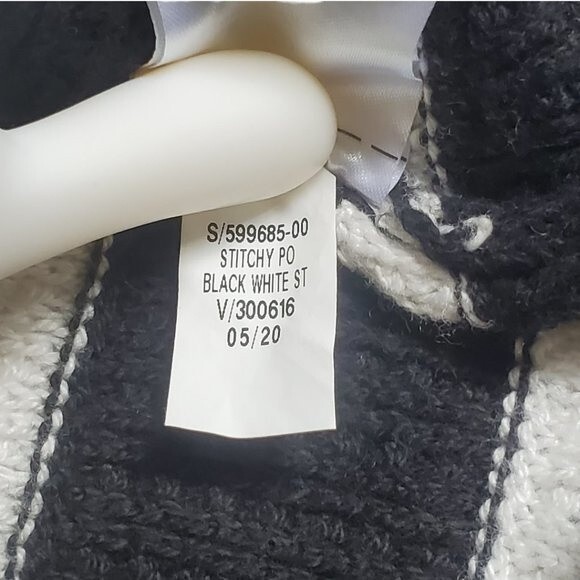 S/599685-00
STITCHY PO
BLACK WHITE ST
V/300616
05/20